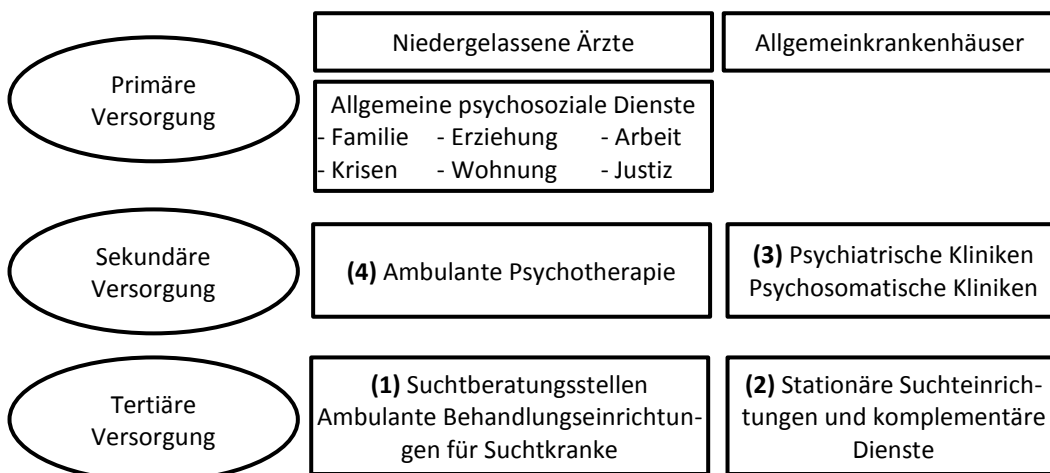 Primäre
Versorgung
Niedergelassene Ärzte
Allgemeinkrankenhäuser
Allgemeine psychosoziale Dienste
- Familie - Erziehung - Arbeit
- Krisen - Wohnung - Justiz
Sekundäre
Versorgung
(4) Ambulante Psychotherapie
(3) Psychiatrische Kliniken
Psychosomatische Kliniken
Tertiäre
Versorgung
(1) Suchtberatungsstellen
Ambulante Behandlungseinrichtun-
gen für Suchtkranke
(2) Stationäre Suchteinrich-
tungen und komplementäre
Dienste